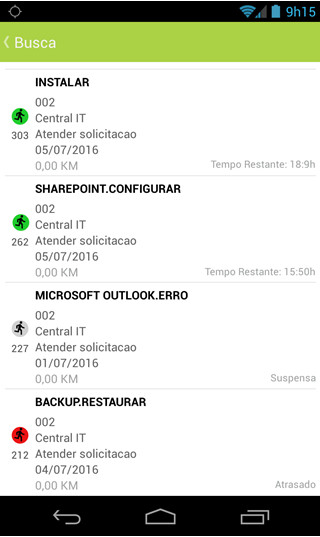 9h15
Busca
INSTALAR
002
Central IT
303 Atender solicitacao
05/07/2016
0,00 KM Tempo Restante: 18:9h
SHAREPOINT.CONFIGURAR
002
Central IT
262 Atender solicitacao
05/07/2016
0,00 KM Tempo Restante: 15:50h
MICROSOFT OUTLOOK.ERRO
002
Central IT
227 Atender solicitacao
01/07/2016
0,00 KM Suspensa
BACKUP.RESTAURAR
002
Central IT
212 Atender solicitacao
04/07/2016
0,00 KM Atrasado